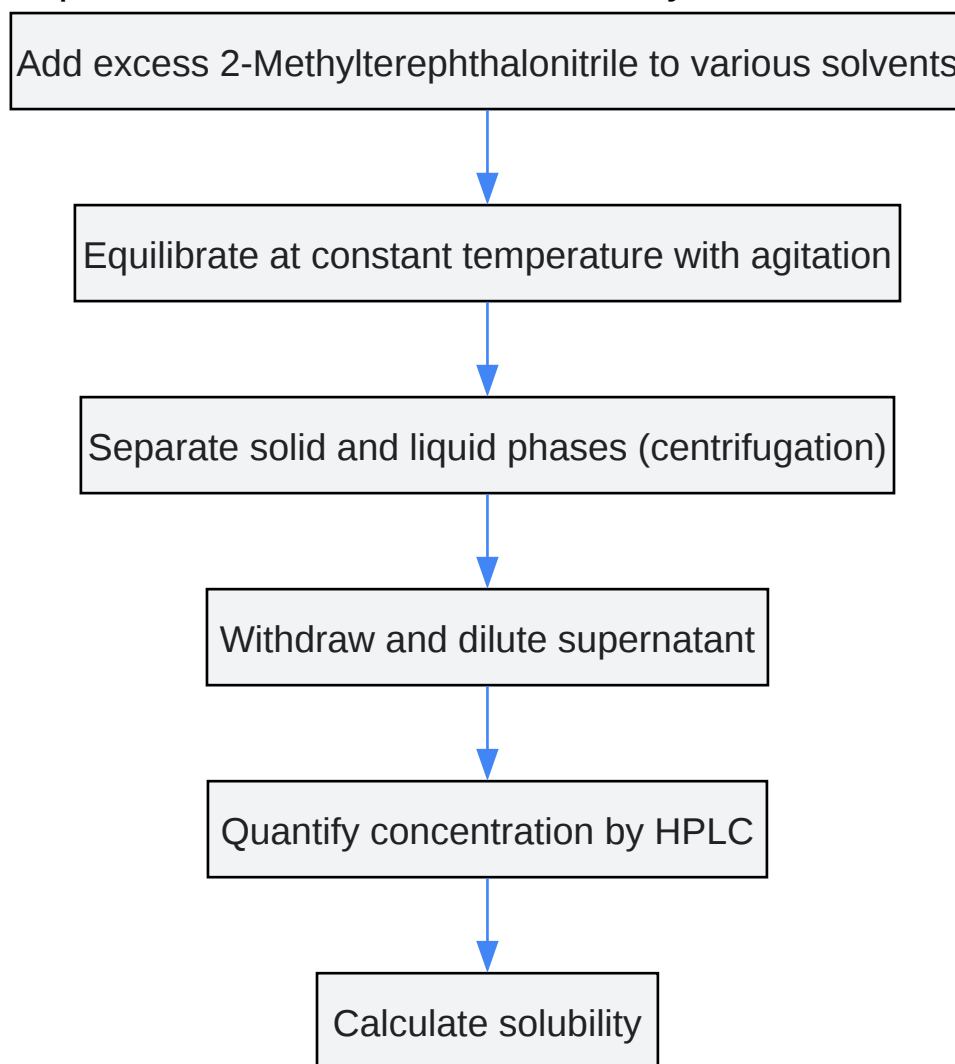 Add excess 2-Methylterephthalonitrile to various solvents
Equilibrate at constant temperature with agitation
Separate solid and liquid phases (centrifugation)
Withdraw and dilute supernatant
Quantify concentration by HPLC
Calculate solubility